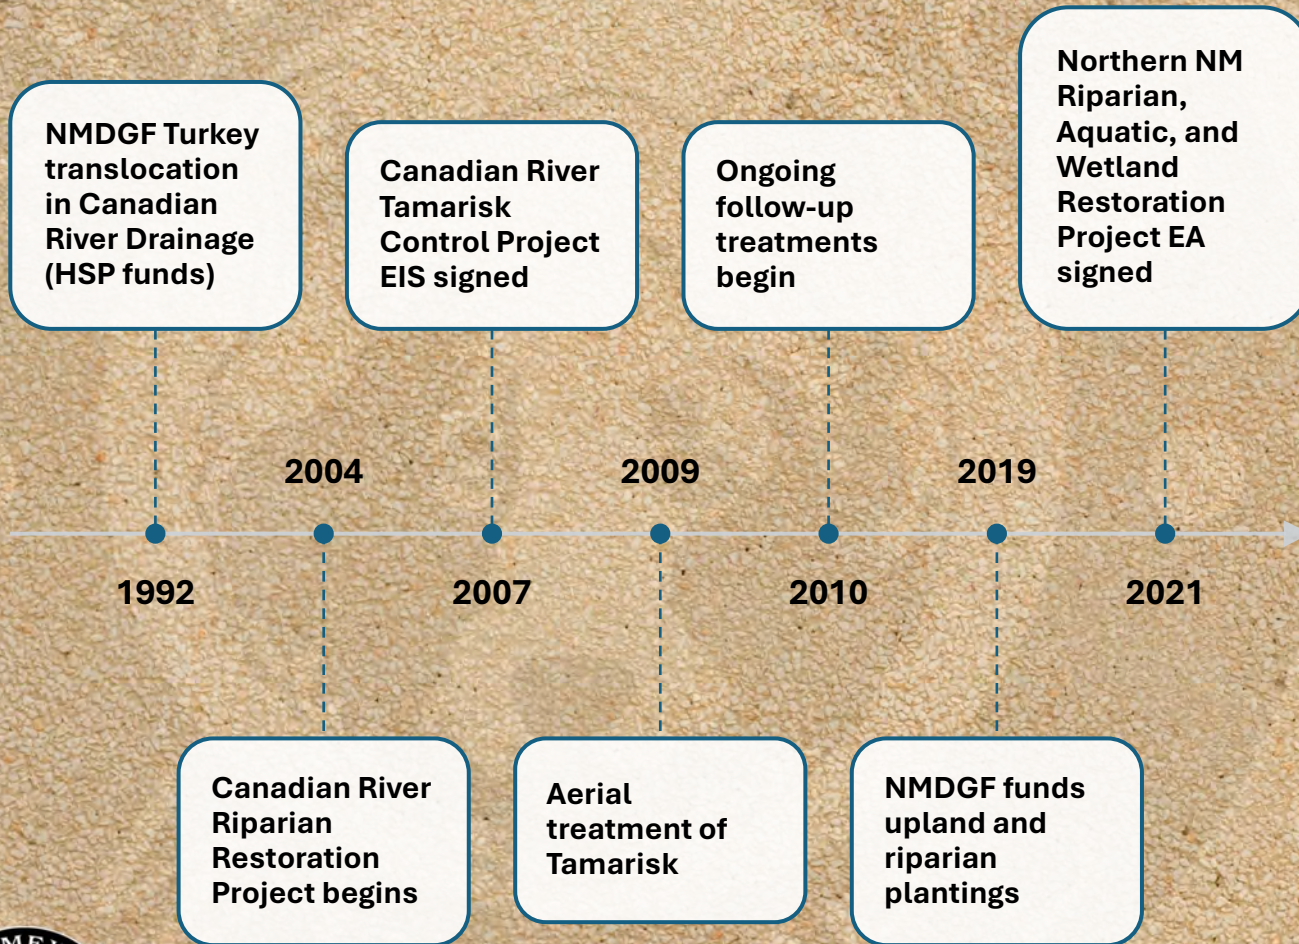 NMDGF Turkey
translocation
in Canadian
River Drainage
(HSP funds)
Canadian River
Tamarisk
Control Project
EIS signed
Ongoing
follow-up
treatments
begin
Northern NM
Riparian,
Aquatic, and
Wetland
Restoration
Project EA
signed
2004
2009
2019
1992
2007
2010
2021
Canadian River
Riparian
Restoration
Project begins
Aerial
treatment of
Tamarisk
NMDGF funds
upland and
riparian
plantings